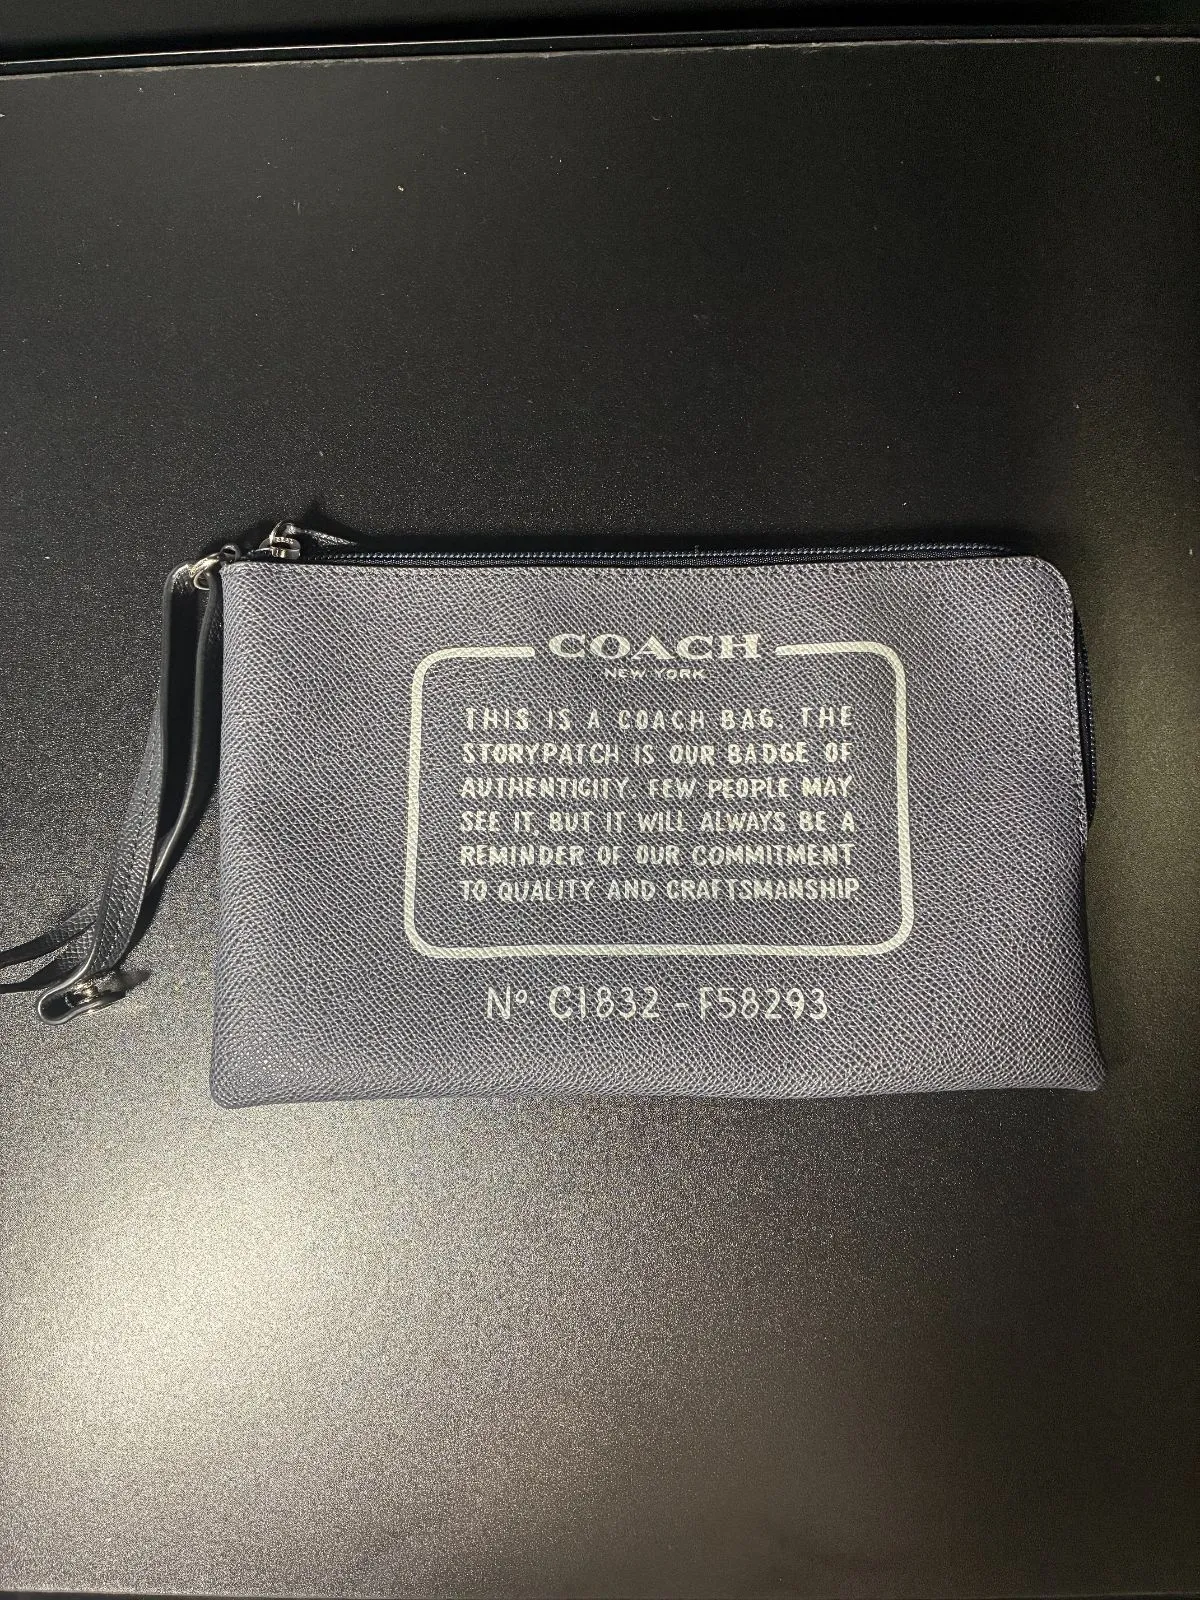 COACH
NEW YORK
THIS IS A COACH BAG. THE
STORYPATCH IS OUR BADGE OF
AUTHENTICITY. FEW PEOPLE MAY
SEE IT, BUT IT WILL ALWAYS BE A
REMINDER OF OUR COMMITMENT
TO QUALITY AND CRAFTSMANSHIP
Nº. C1832-F58293